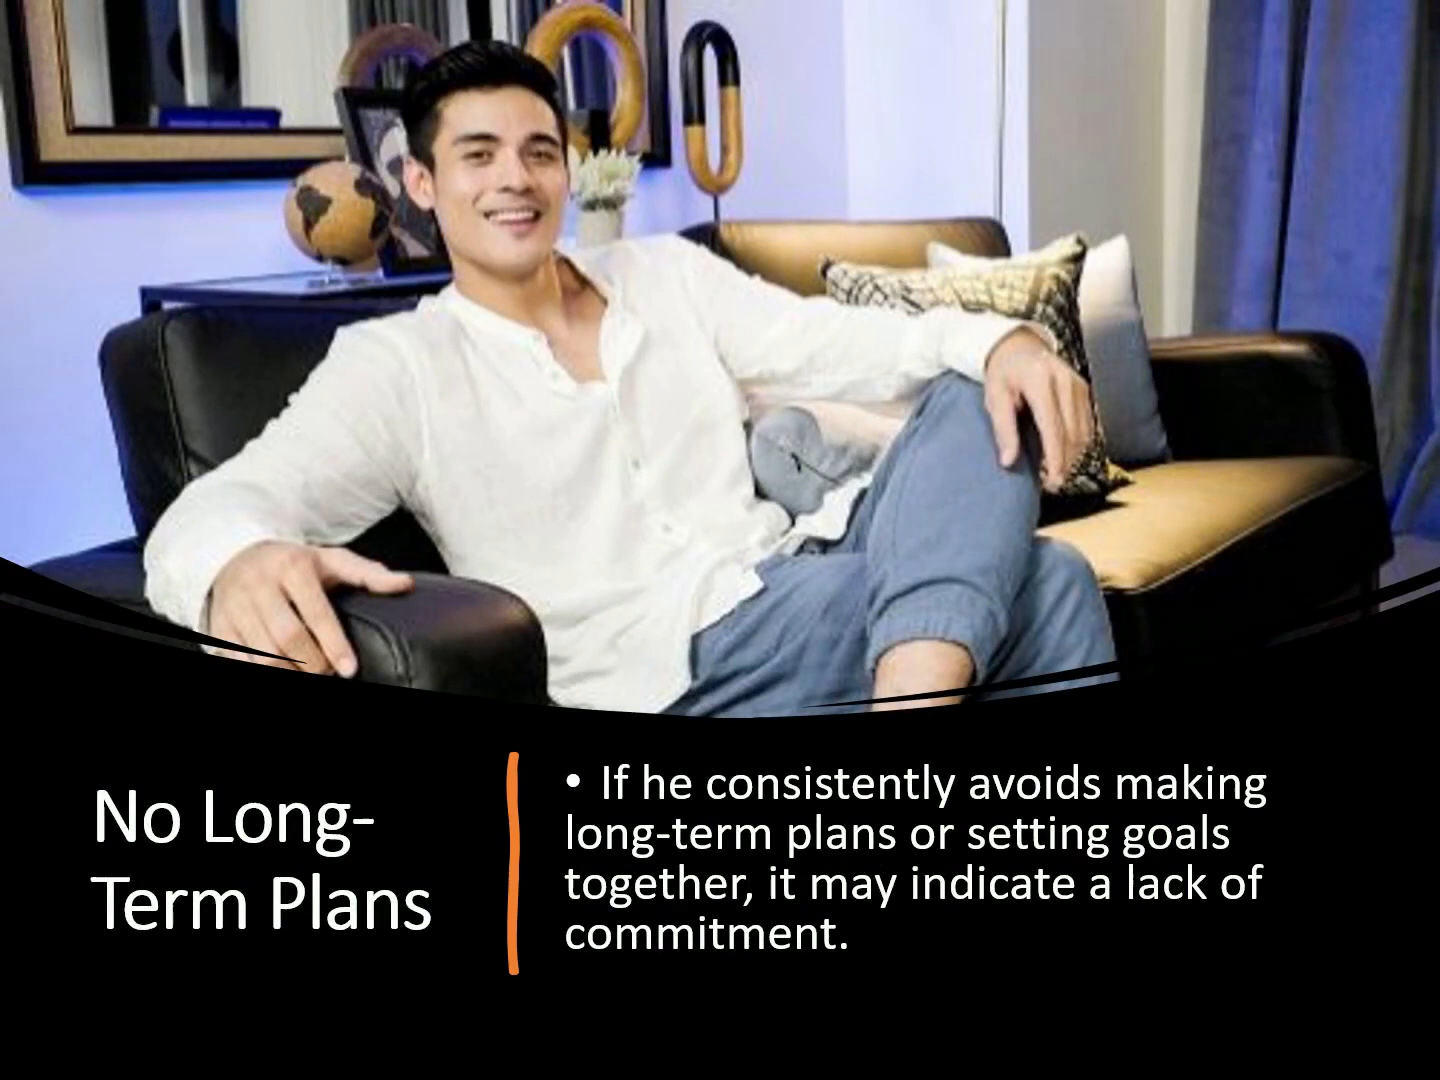 No Long-
Term Plans
• If he consistently avoids making
long-term plans or setting goals
together, it may indicate a lack of
commitment.